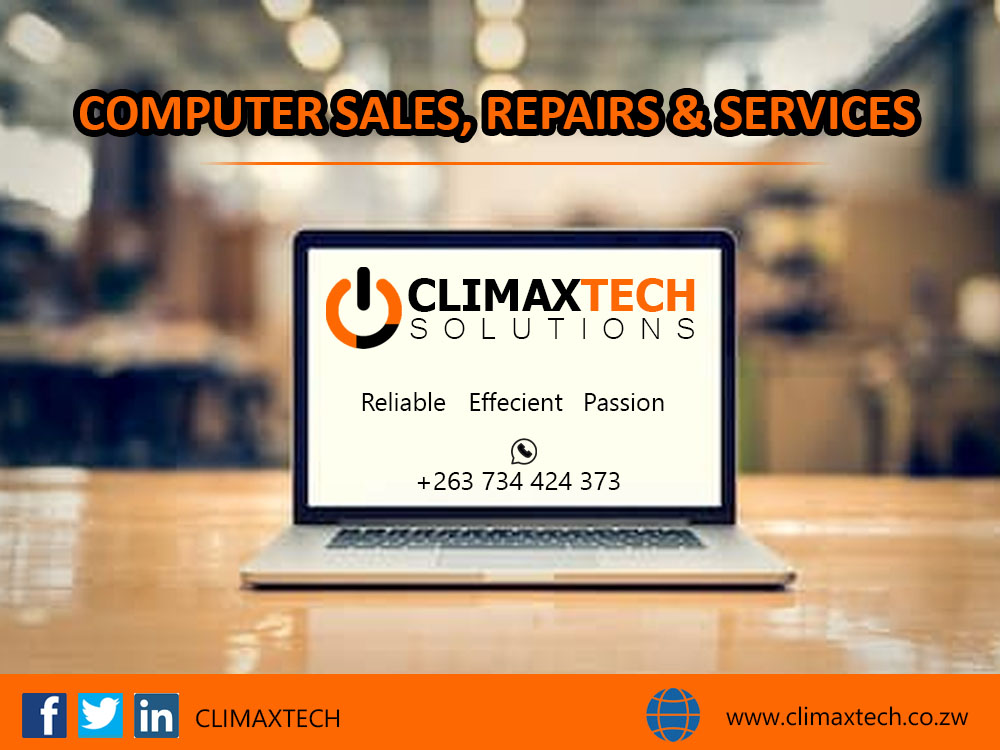 COMPUTER SALES, REPAIRS & SERVICES
CLIMAXTECH
SOLUTIONS
Reliable Effecient Passion
+263 734 424 373
CLIMAXTECH
www.climaxtech.co.zw